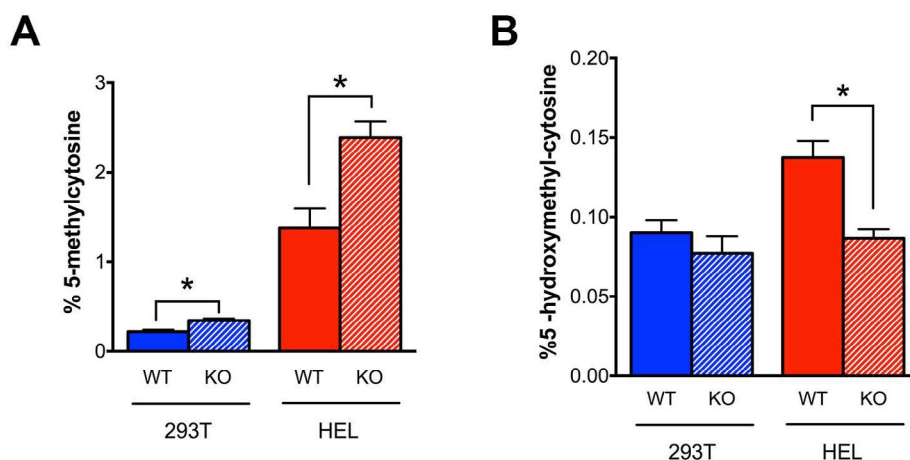 A
% 5-methylcytosine
3
2
1
0
*
*
WT KO WT KO
293T HEL
B
%5 -hydroxymethyl-cytosine
0.20
0.15
0.10
0.05
0.00
*
WT KO WT KO
293T HEL